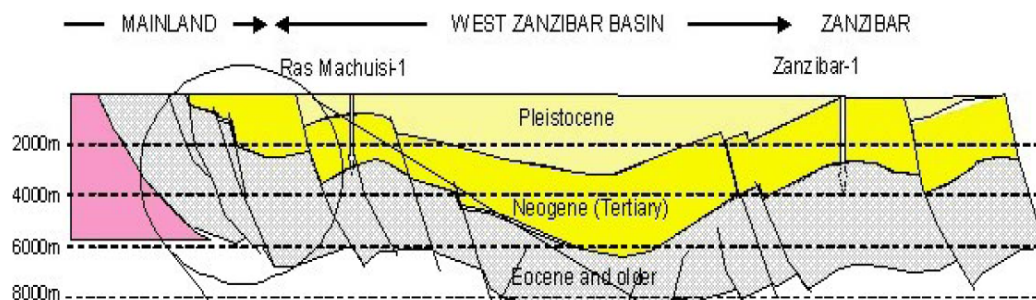 MAINLAND WEST ZANZIBAR BASIN ZANZIBAR
Ras Machuisi-1 Zanzibar-1
Pleistocene
2000m
4000m
Neogene (Tertiary)
6000m
Eocene and older
8000m